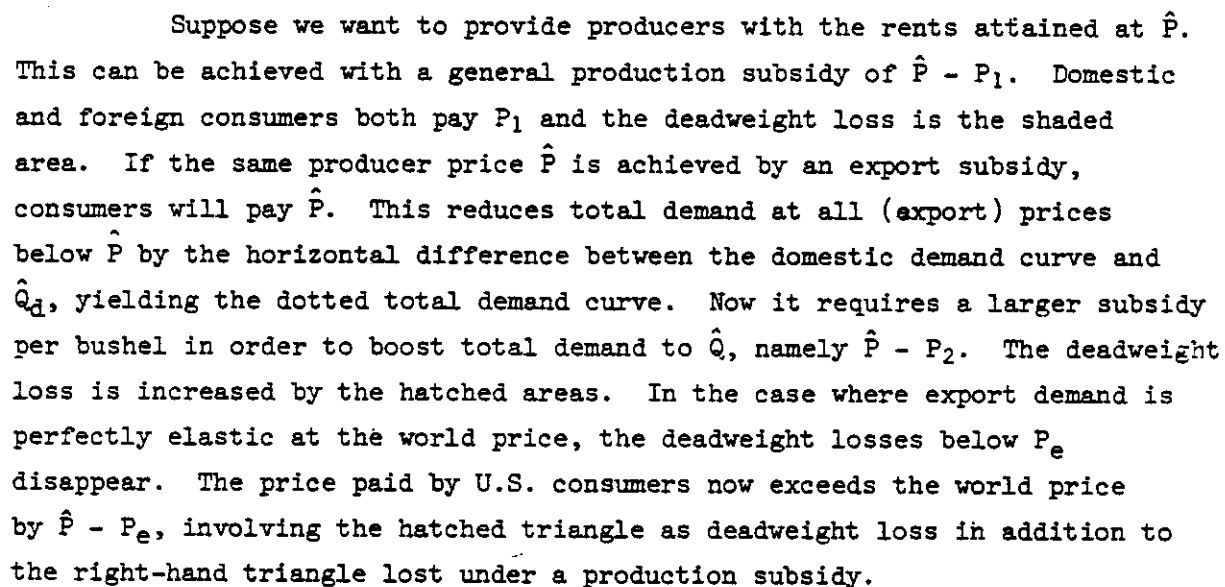 Suppose we want to provide producers with the rents attained at P̂.
This can be achieved with a general production subsidy of P̂ - P₁. Domestic
and foreign consumers both pay P₁ and the deadweight loss is the shaded
area. If the same producer price P̂ is achieved by an export subsidy,
consumers will pay P̂. This reduces total demand at all (export) prices
below P̂ by the horizontal difference between the domestic demand curve and
Q̂d, yielding the dotted total demand curve. Now it requires a larger subsidy
per bushel in order to boost total demand to Q̂, namely P̂ - P₂. The deadweight
loss is increased by the hatched areas. In the case where export demand is
perfectly elastic at the world price, the deadweight losses below Pₑ
disappear. The price paid by U.S. consumers now exceeds the world price
by P̂ - Pₑ, involving the hatched triangle as deadweight loss in addition to
the right-hand triangle lost under a production subsidy.